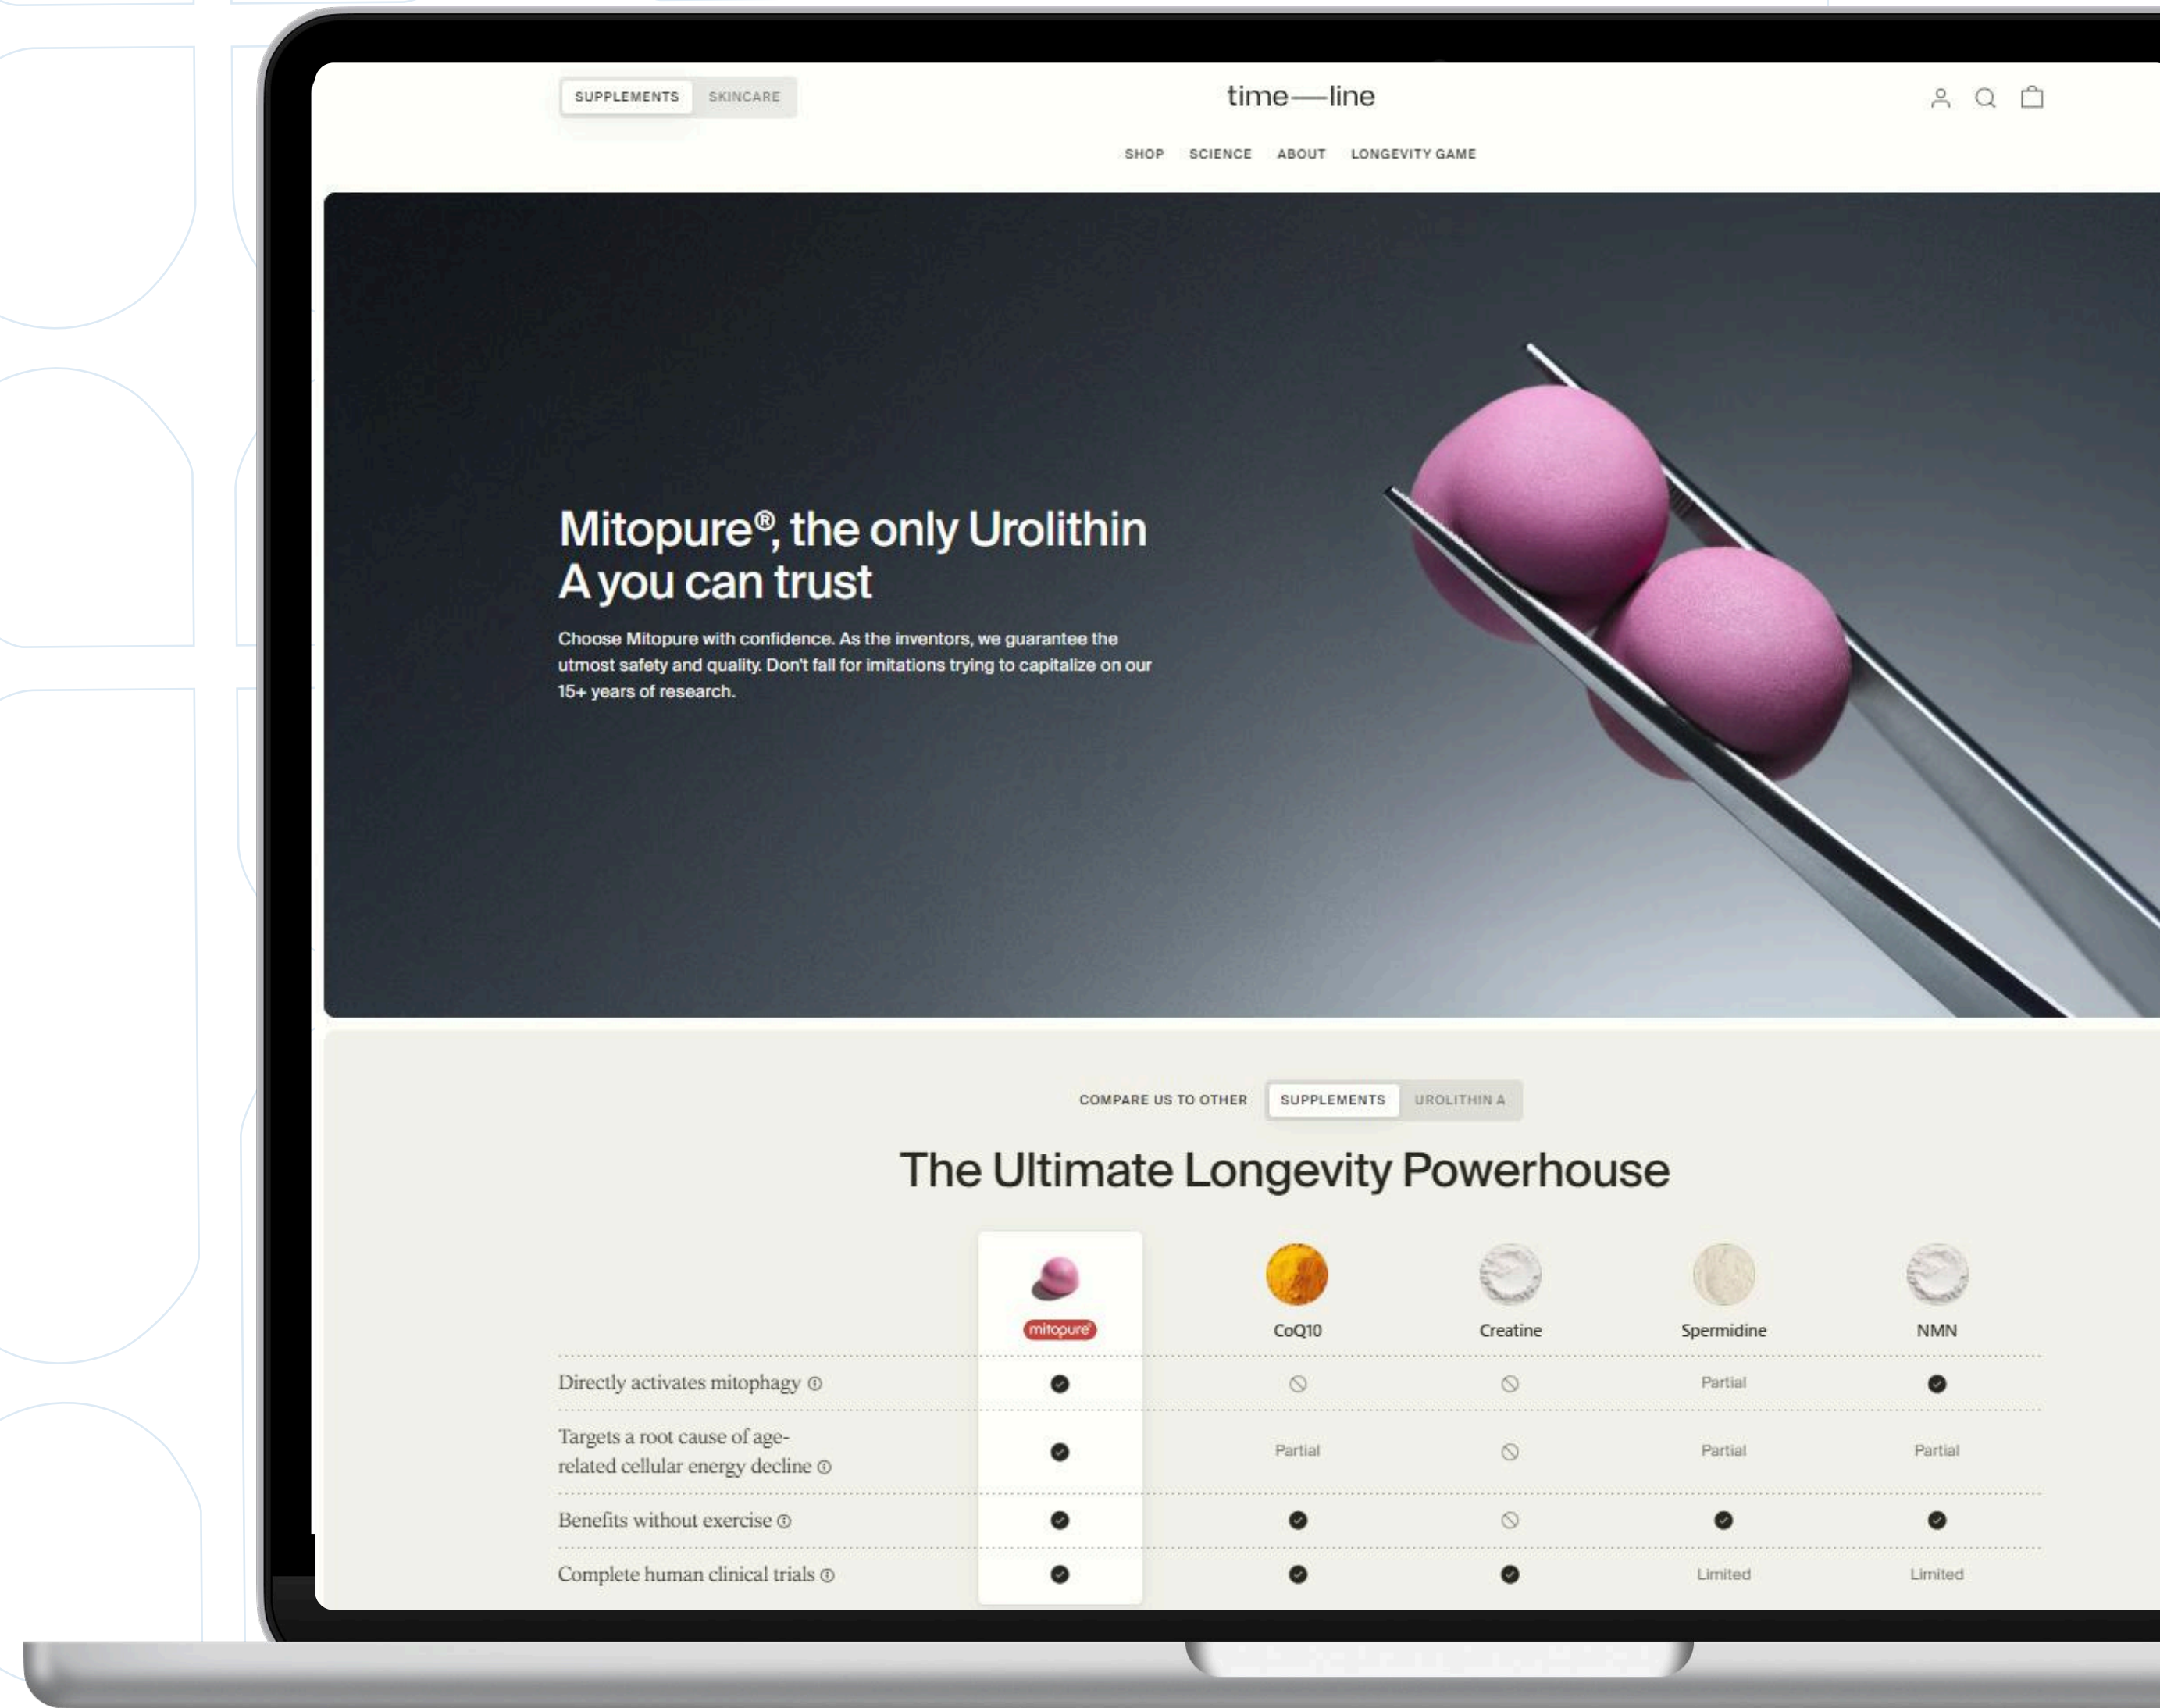 SUPPLEMENTS SKINCARE
time—line
SHOP SCIENCE ABOUT LONGEVITY GAME
Mitopure®, the only Urolithin
A you can trust
Choose Mitopure with confidence. As the inventors, we guarantee the
utmost safety and quality. Don't fall for imitations trying to capitalize on our
15+ years of research.
COMPARE US TO OTHER SUPPLEMENTS UROLITHIN A
The Ultimate Longevity Powerhouse
mitopure® CoQ10 Creatine Spermidine NMN
Directly activates mitophagy Partial
Targets a root cause of age-
related cellular energy decline Partial Partial Partial
Benefits without exercise
Complete human clinical trials Limited Limited